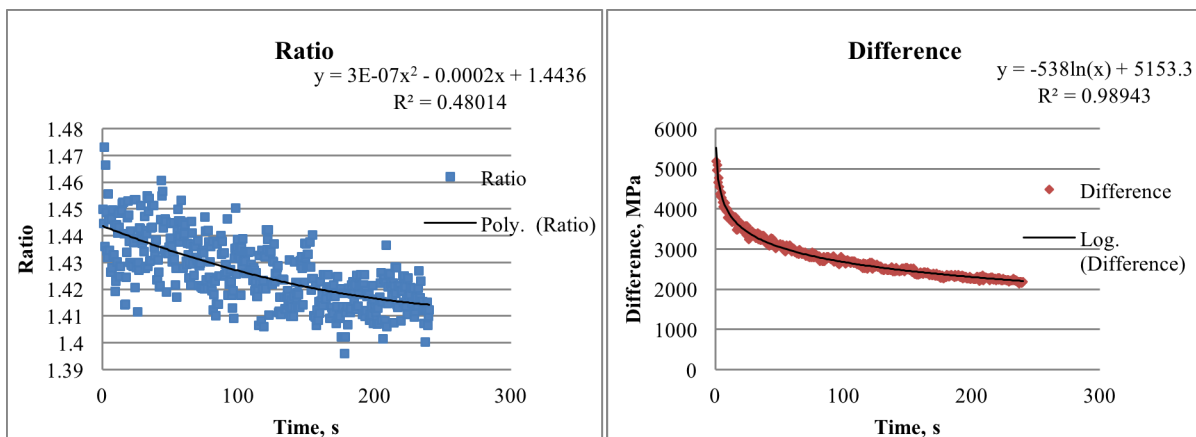 Ratio
y = 3E-07x² - 0.0002x + 1.4436
R² = 0.48014
1.48
1.47
1.46
1.45
1.44
1.43
1.42
1.41
1.4
1.39
Ratio
Ratio
Poly. (Ratio)
0
100
200
300
Time, s
Difference
y = -538ln(x) + 5153.3
R² = 0.98943
6000
5000
4000
3000
2000
1000
0
Difference, MPa
Difference
Log.
(Difference)
0
100
200
300
Time, s